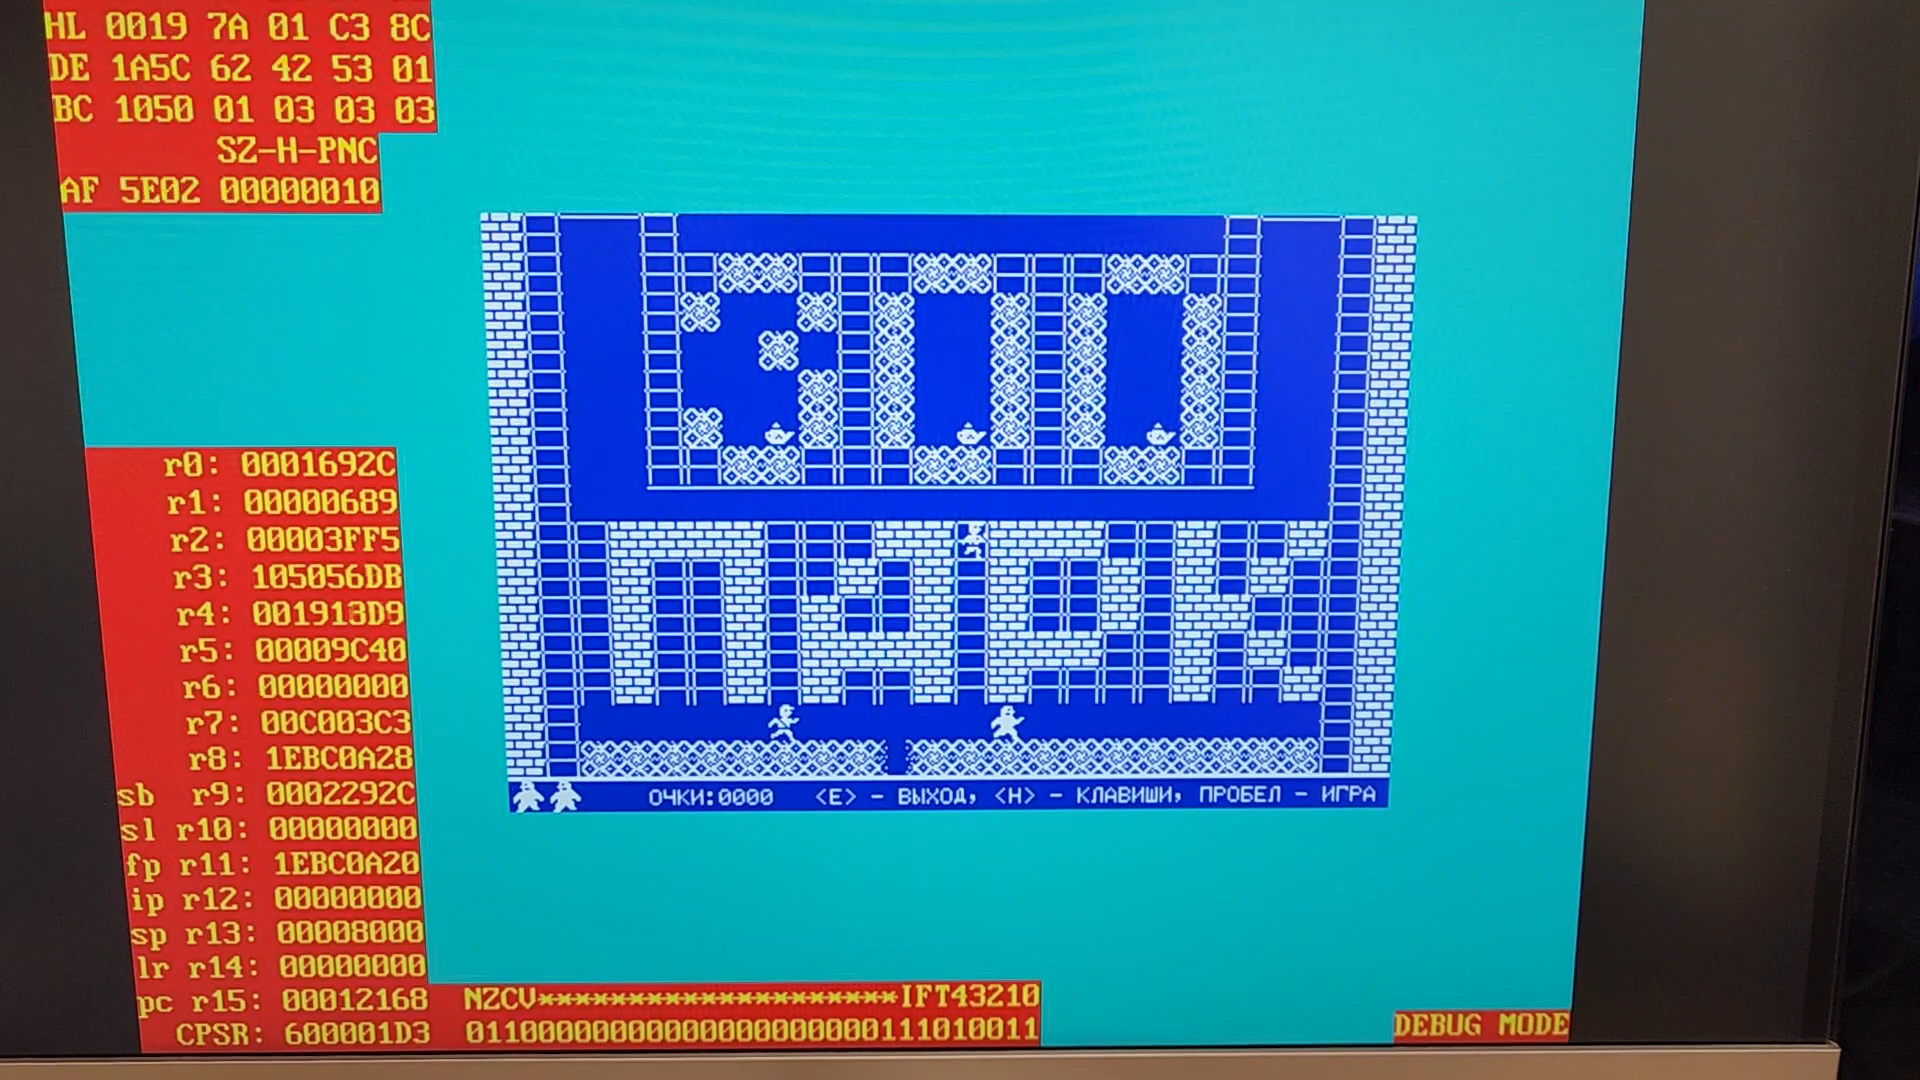 HL 0019 7A 01 C3 8C
DE 1A5C 62 42 53 01
BC 1050 01 03 03 03
SZ-H-PNC
AF 5E02 00000010
ЗОО
ПАРК
ОЧКИ:0000 <E> - ВЫХОД, <H> - КЛАВИШИ, ПРОБЕЛ - ИГРА
r0: 0001692C
r1: 00000689
r2: 00003FF5
r3: 105056DB
r4: 001913D9
r5: 00009C40
r6: 00000000
r7: 00C003C3
r8: 1EBC0A28
sb r9: 0002292C
sl r10: 00000000
fp r11: 1EBC0A20
ip r12: 00000000
sp r13: 00008000
lr r14: 00000000
pc r15: 00012168 NZCV*******************IFT43210
CPSR: 600001D3 01100000000000000000000111010011
DEBUG MODE